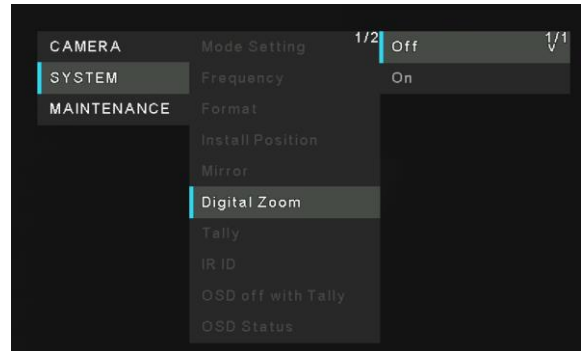 CAMERA
SYSTEM
MAINTENANCE
1/2
Mode Setting
Frequency
Format
Install Position
Mirror
Digital Zoom
Tally
IR ID
OSD off with Tally
OSD Status
1/1
Off
V
On